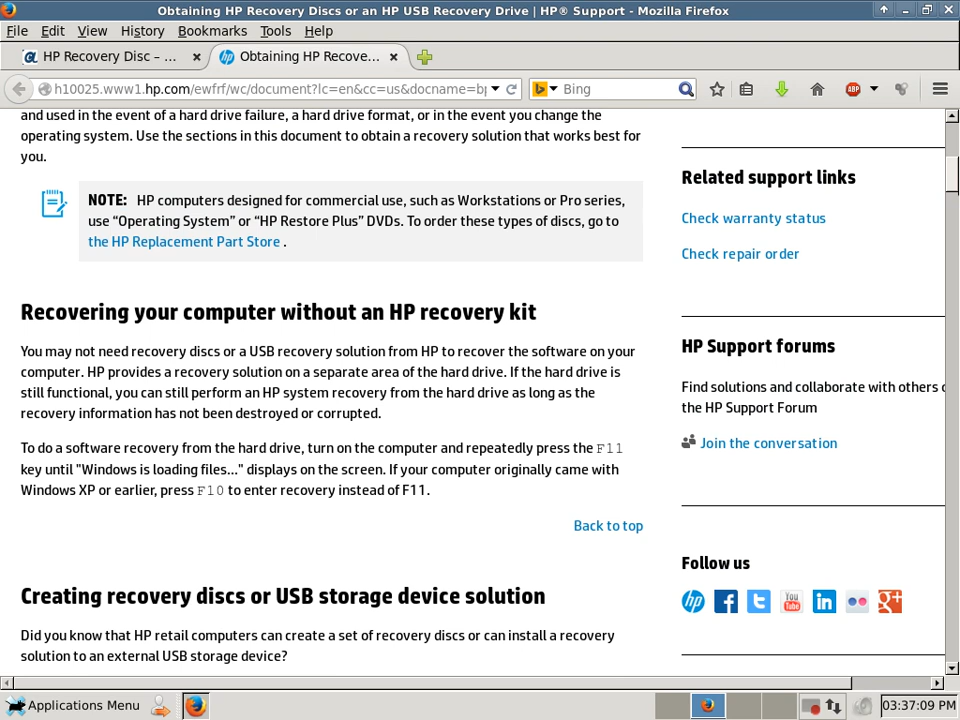 Obtaining HP Recovery Discs or an HP USB Recovery Drive | HP® Support - Mozilla Firefox
File Edit View History Bookmarks Tools Help
HP Recovery Disc – ...
Obtaining HP Recove...
h10025.www1.hp.com/ewfrf/wc/document?lc=en&cc=us&docname=bp
Bing
ABP
and used in the event of a hard drive failure, a hard drive format, or in the event you change the
operating system. Use the sections in this document to obtain a recovery solution that works best for
you.
NOTE: HP computers designed for commercial use, such as Workstations or Pro series,
use “Operating System” or “HP Restore Plus” DVDs. To order these types of discs, go to
the HP Replacement Part Store .
Recovering your computer without an HP recovery kit
You may not need recovery discs or a USB recovery solution from HP to recover the software on your
computer. HP provides a recovery solution on a separate area of the hard drive. If the hard drive is
still functional, you can still perform an HP system recovery from the hard drive as long as the
recovery information has not been destroyed or corrupted.
To do a software recovery from the hard drive, turn on the computer and repeatedly press the F11
key until "Windows is loading files..." displays on the screen. If your computer originally came with
Windows XP or earlier, press F10 to enter recovery instead of F11.
Back to top
Creating recovery discs or USB storage device solution
Did you know that HP retail computers can create a set of recovery discs or can install a recovery
solution to an external USB storage device?
Related support links
Check warranty status
Check repair order
HP Support forums
Find solutions and collaborate with others o
the HP Support Forum
Join the conversation
Follow us
Applications Menu
03:37:09 PM